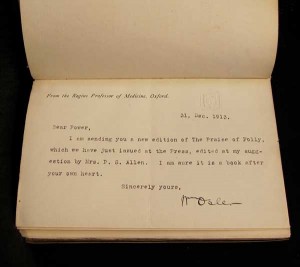 From the Regius Professor of Medicine, Oxford.
31. Dec. 1913.
Dear Power,
I am sending you a new edition of The Praise of Folly,
which we have just issued at the Press, edited at my sugg-
estion by Mrs. P. S. Allen. I am sure it is a book after
your own heart.
Sincerely yours,
Wm Osler